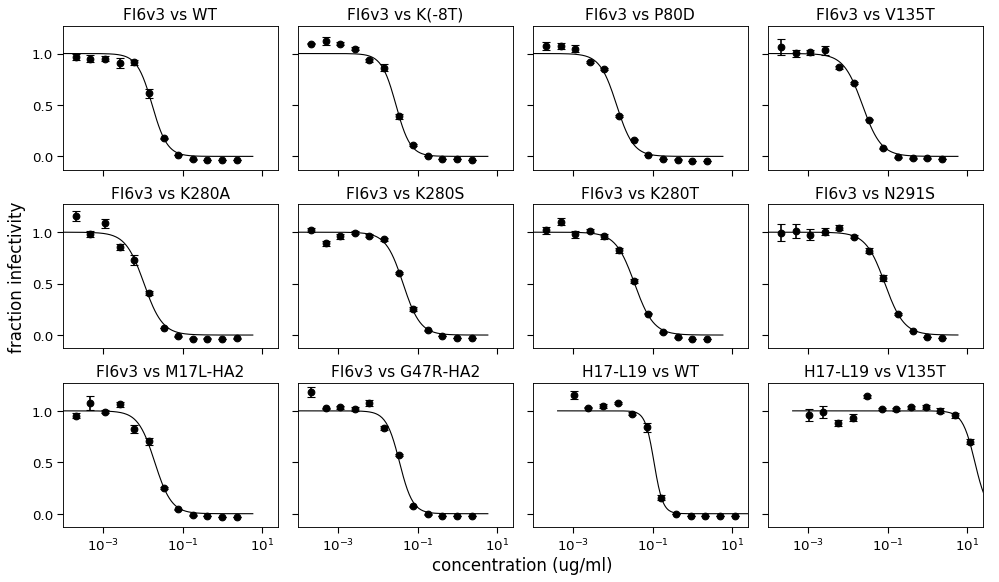 FI6v3 vs WT
FI6v3 vs K(-8T)
FI6v3 vs P80D
FI6v3 vs V135T
1.0
0.5
0.0
FI6v3 vs K280A
FI6v3 vs K280S
FI6v3 vs K280T
FI6v3 vs N291S
fraction infectivity
1.0
0.5
0.0
FI6v3 vs M17L-HA2
FI6v3 vs G47R-HA2
H17-L19 vs WT
H17-L19 vs V135T
1.0
0.5
0.0
10⁻³ 10⁻¹ 10¹
10⁻³ 10⁻¹ 10¹
10⁻³ 10⁻¹ 10¹
10⁻³ 10⁻¹ 10¹
concentration (ug/ml)